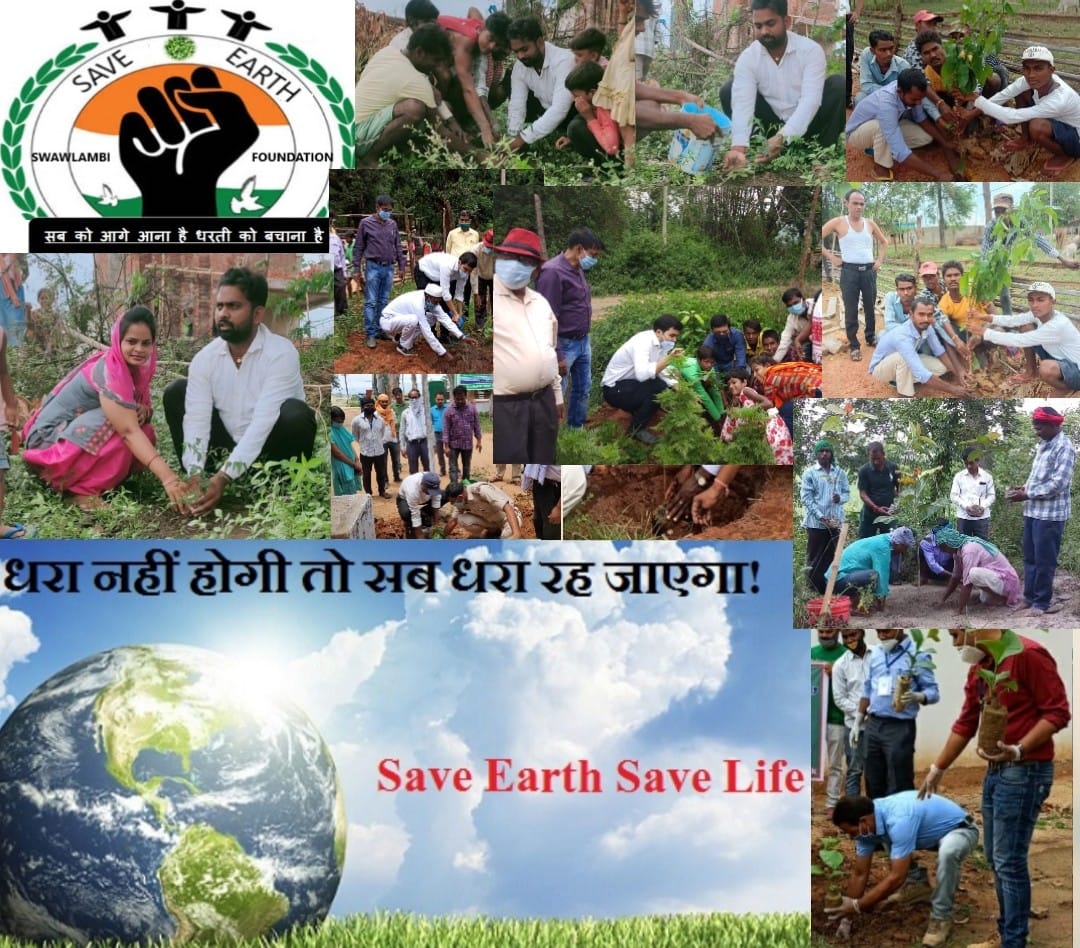 SAVE EARTH
SWAWLAMBI FOUNDATION
सब को आगे आना है धरती को बचाना है
धरा नहीं होगी तो सब धरा रह जाएगा!
Save Earth Save Life